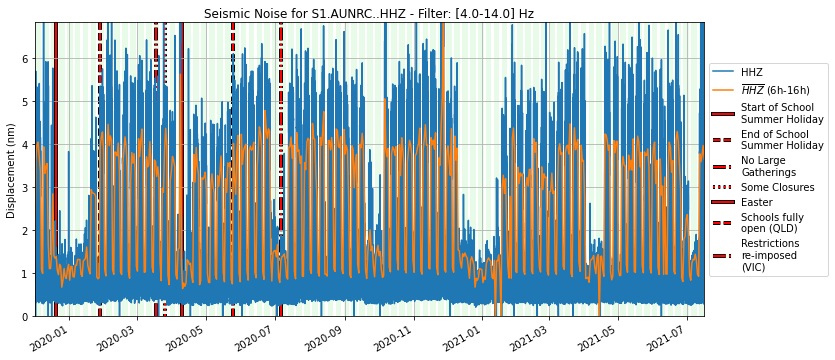 Seismic Noise for S1.AUNRC..HHZ - Filter: [4.0-14.0] Hz
Displacement (nm)
6
5
4
3
2
1
0
2020-01
2020-03
2020-05
2020-07
2020-09
2020-11
2021-01
2021-03
2021-05
2021-07
HHZ
HHZ (6h-16h)
Start of School
Summer Holiday
End of School
Summer Holiday
No Large
Gatherings
Some Closures
Easter
Schools fully
open (QLD)
Restrictions
re-imposed
(VIC)